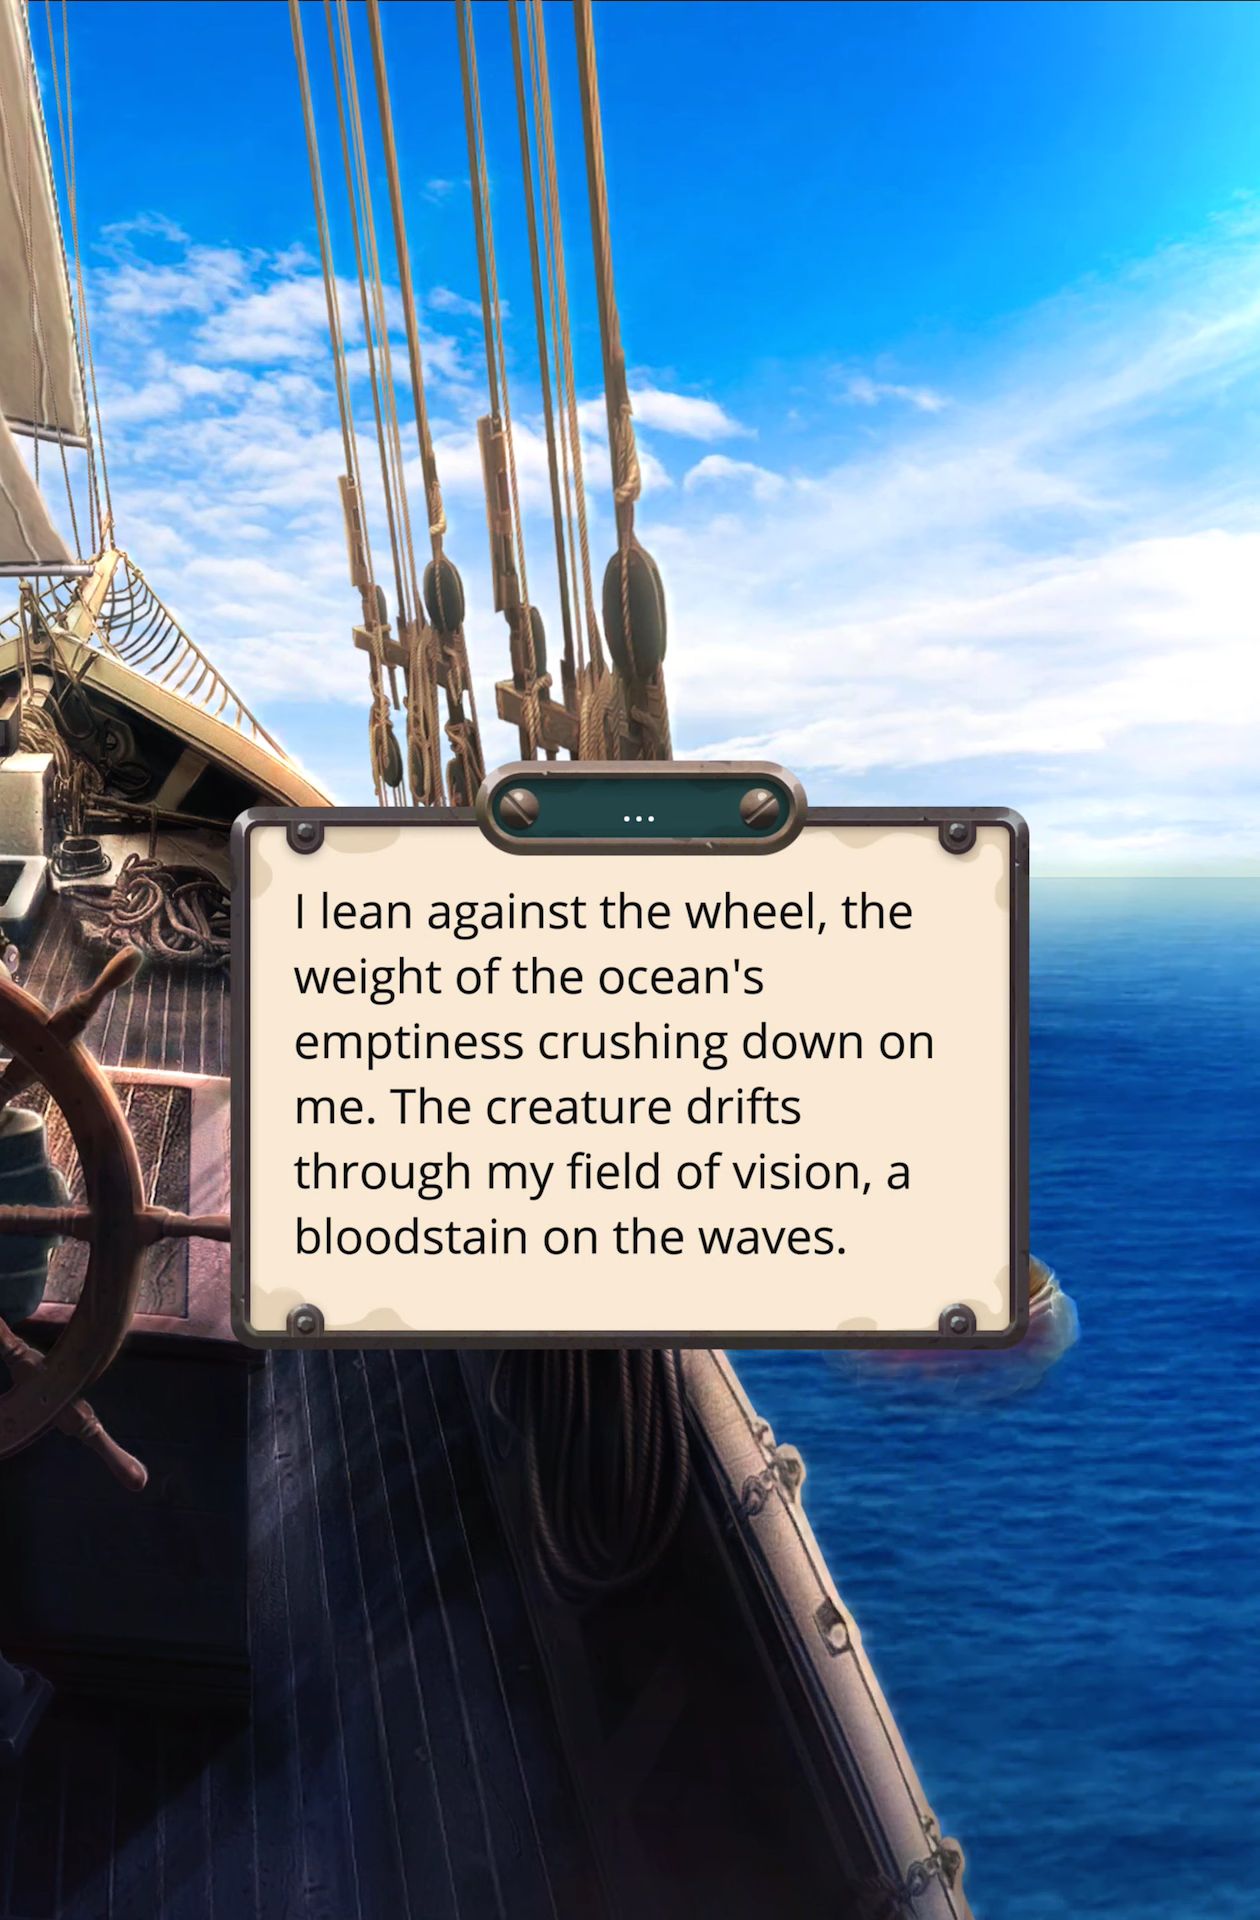 ...
I lean against the wheel, the
weight of the ocean's
emptiness crushing down on
me. The creature drifts
through my field of vision, a
bloodstain on the waves.